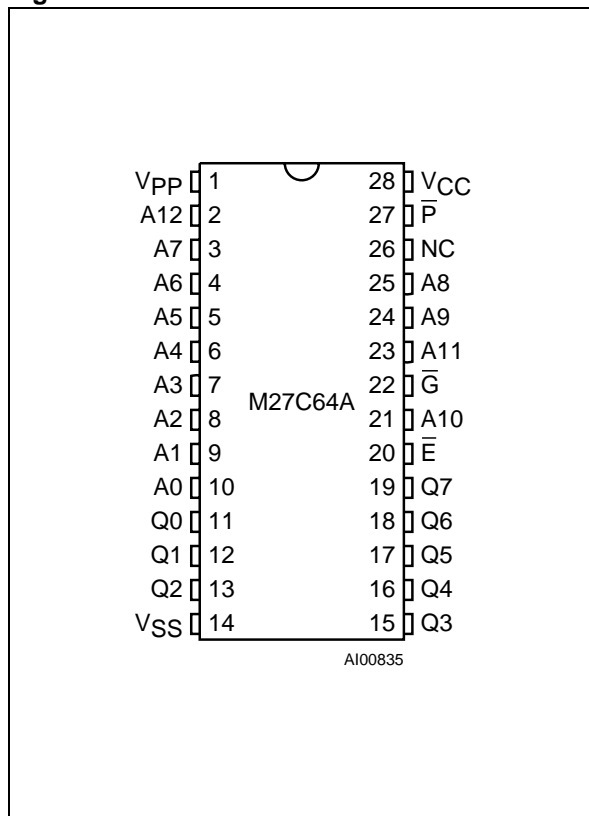 VPP 1 28 VCC
A12 2 27 P̅
A7 3 26 NC
A6 4 25 A8
A5 5 24 A9
A4 6 23 A11
A3 7 22 G̅
M27C64A
A2 8 21 A10
A1 9 20 E̅
A0 10 19 Q7
Q0 11 18 Q6
Q1 12 17 Q5
Q2 13 16 Q4
VSS 14 15 Q3
AI00835